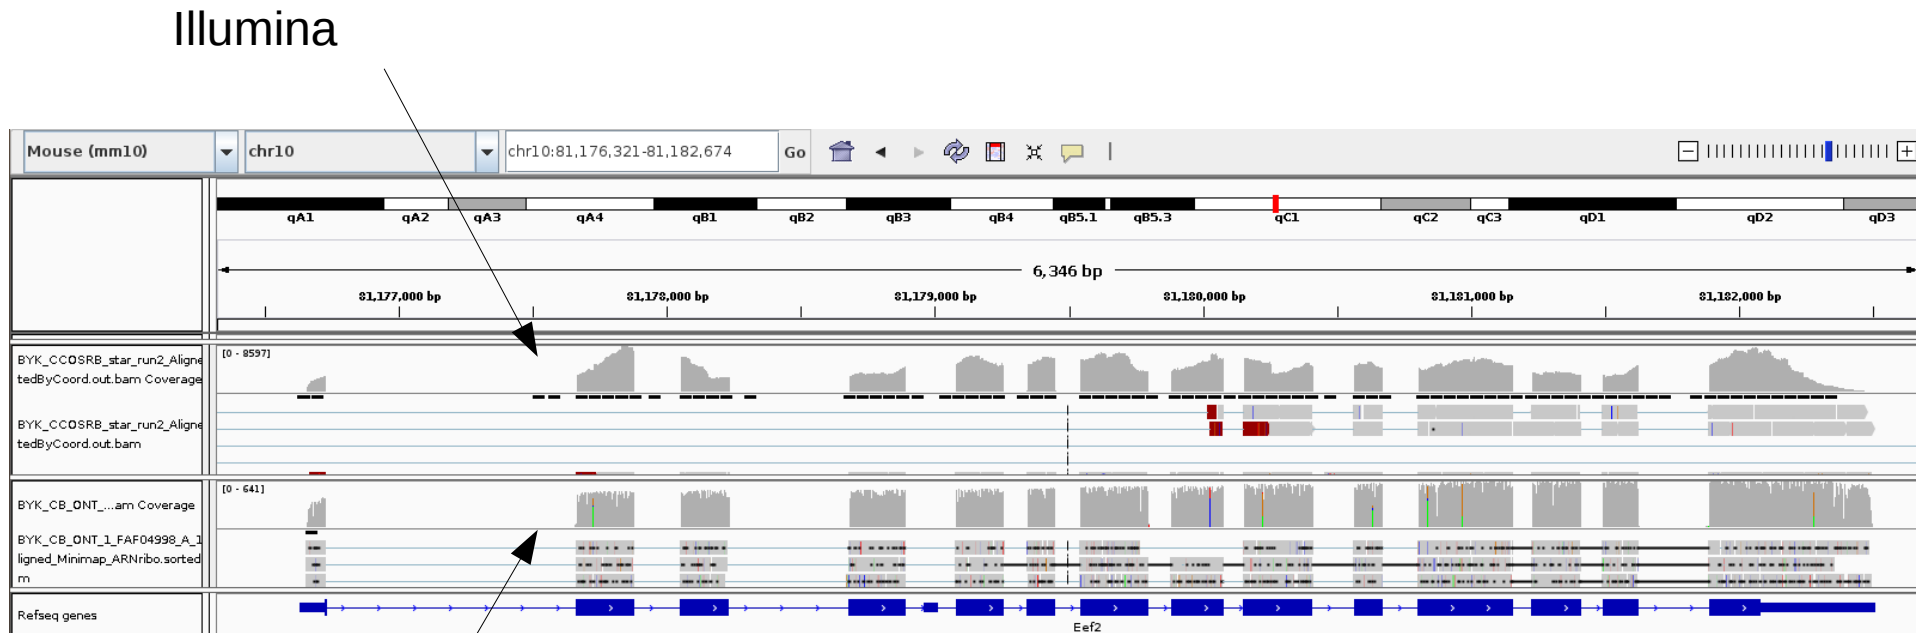 Illumina
Mouse (mm10) chr10 chr10:81,176,321-81,182,674 Go
qA1 qA2 qA3 qA4 qB1 qB2 qB3 qB4 qB5.1 qB5.3 qC1 qC2 qC3 qD1 qD2 qD3
6,346 bp
81,177,000 bp 81,178,000 bp 81,179,000 bp 81,180,000 bp 81,181,000 bp 81,182,000 bp
[0 - 8597]
BYK_CCOSRB_star_run2_Aligne
tedByCoord.out.bam Coverage
BYK_CCOSRB_star_run2_Aligne
tedByCoord.out.bam
[0 - 641]
BYK_CB_ONT_...am Coverage
BYK_CB_ONT_1_FAF04998_A_1
ligned_Minimap_ARNribo.sorted
m
Refseq genes
Eef2